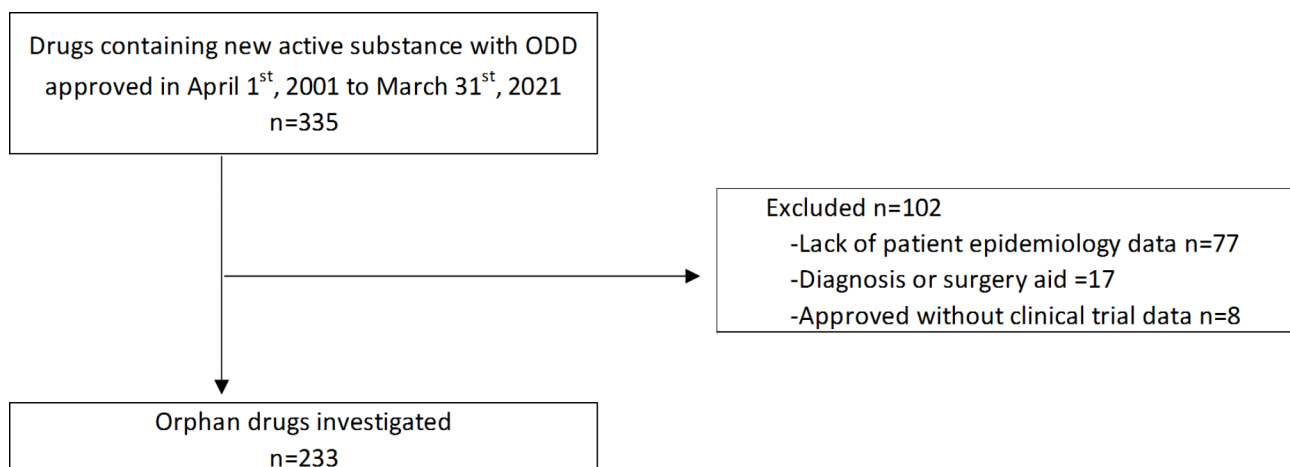 Drugs containing new active substance with ODD
approved in April 1st, 2001 to March 31st, 2021
n=335
Excluded n=102
-Lack of patient epidemiology data n=77
-Diagnosis or surgery aid =17
-Approved without clinical trial data n=8
Orphan drugs investigated
n=233